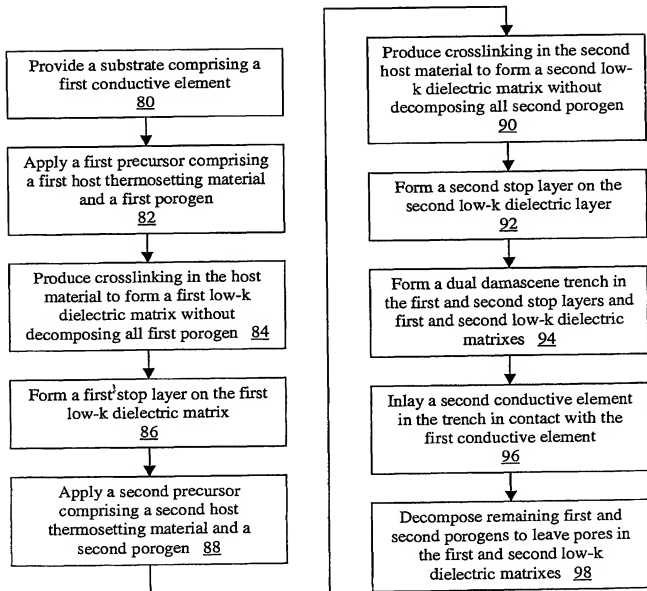 Provide a substrate comprising a
first conductive element
80
Apply a first precursor comprising
a first host thermosetting material
and a first porogen
82
Produce crosslinking in the host
material to form a first low-k
dielectric matrix without
decomposing all first porogen 84
Form a first stop layer on the first
low-k dielectric matrix
86
Apply a second precursor
comprising a second host
thermosetting material and a
second porogen 88
Produce crosslinking in the second
host material to form a second low-
k dielectric matrix without
decomposing all second porogen
90
Form a second stop layer on the
second low-k dielectric layer
92
Form a dual damascene trench in
the first and second stop layers and
first and second low-k dielectric
matrixes 94
Inlay a second conductive element
in the trench in contact with the
first conductive element
96
Decompose remaining first and
second porogens to leave pores in
the first and second low-k
dielectric matrixes 98